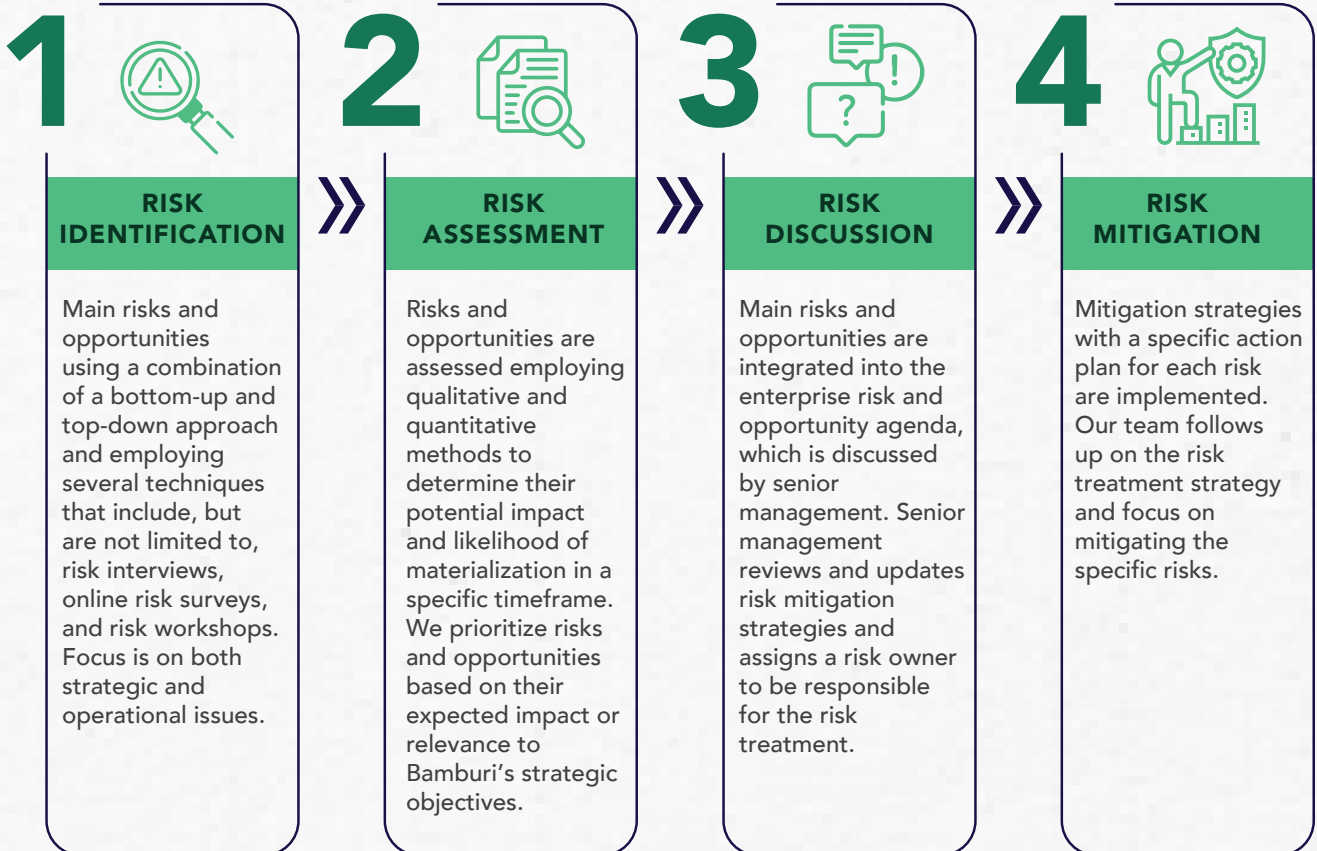 1
RISK
IDENTIFICATION
Main risks and
opportunities
using a combination
of a bottom-up and
top-down approach
and employing
several techniques
that include, but
are not limited to,
risk interviews,
online risk surveys,
and risk workshops.
Focus is on both
strategic and
operational issues.
2
RISK
ASSESSMENT
Risks and
opportunities are
assessed employing
qualitative and
quantitative
methods to
determine their
potential impact
and likelihood of
materialization in a
specific timeframe.
We prioritize risks
and opportunities
based on their
expected impact or
relevance to
Bamburi’s strategic
objectives.
3
!
?
RISK
DISCUSSION
Main risks and
opportunities are
integrated into the
enterprise risk and
opportunity agenda,
which is discussed
by senior
management. Senior
management
reviews and updates
risk mitigation
strategies and
assigns a risk owner
to be responsible
for the risk
treatment.
4
RISK
MITIGATION
Mitigation strategies
with a specific action
plan for each risk
are implemented.
Our team follows
up on the risk
treatment strategy
and focus on
mitigating the
specific risks.